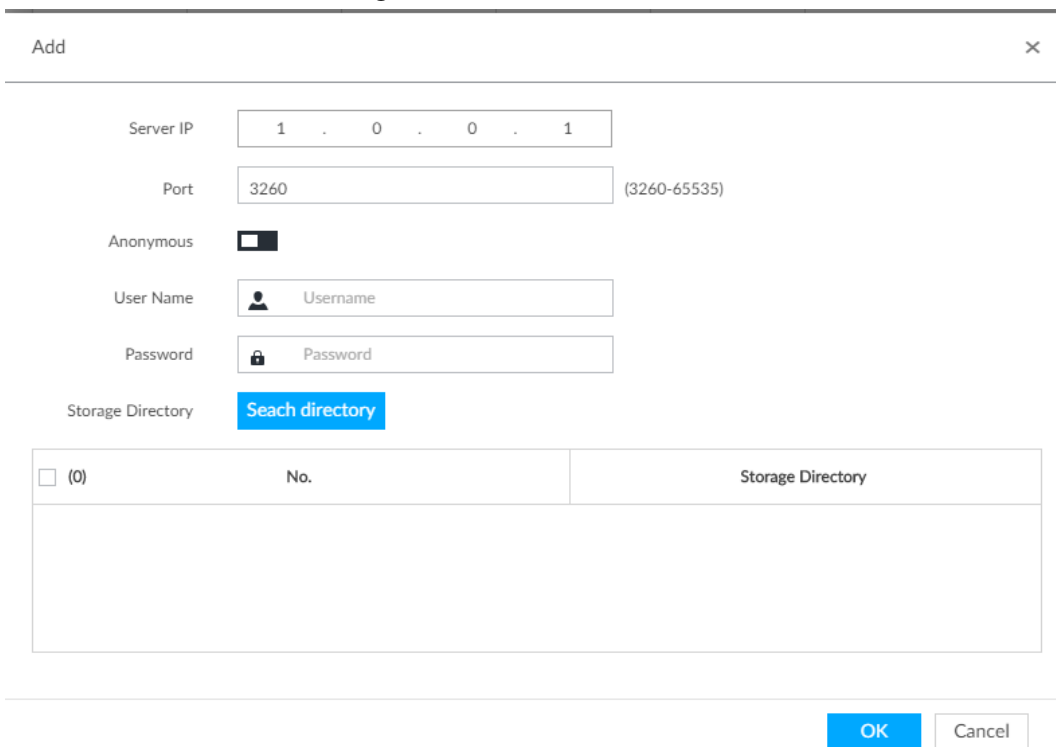 Add
Server IP 1 . 0 . 0 . 1
Port 3260 (3260-65535)
Anonymous
User Name Username
Password Password
Storage Directory Seach directory
(0) No. Storage Directory
OK Cancel